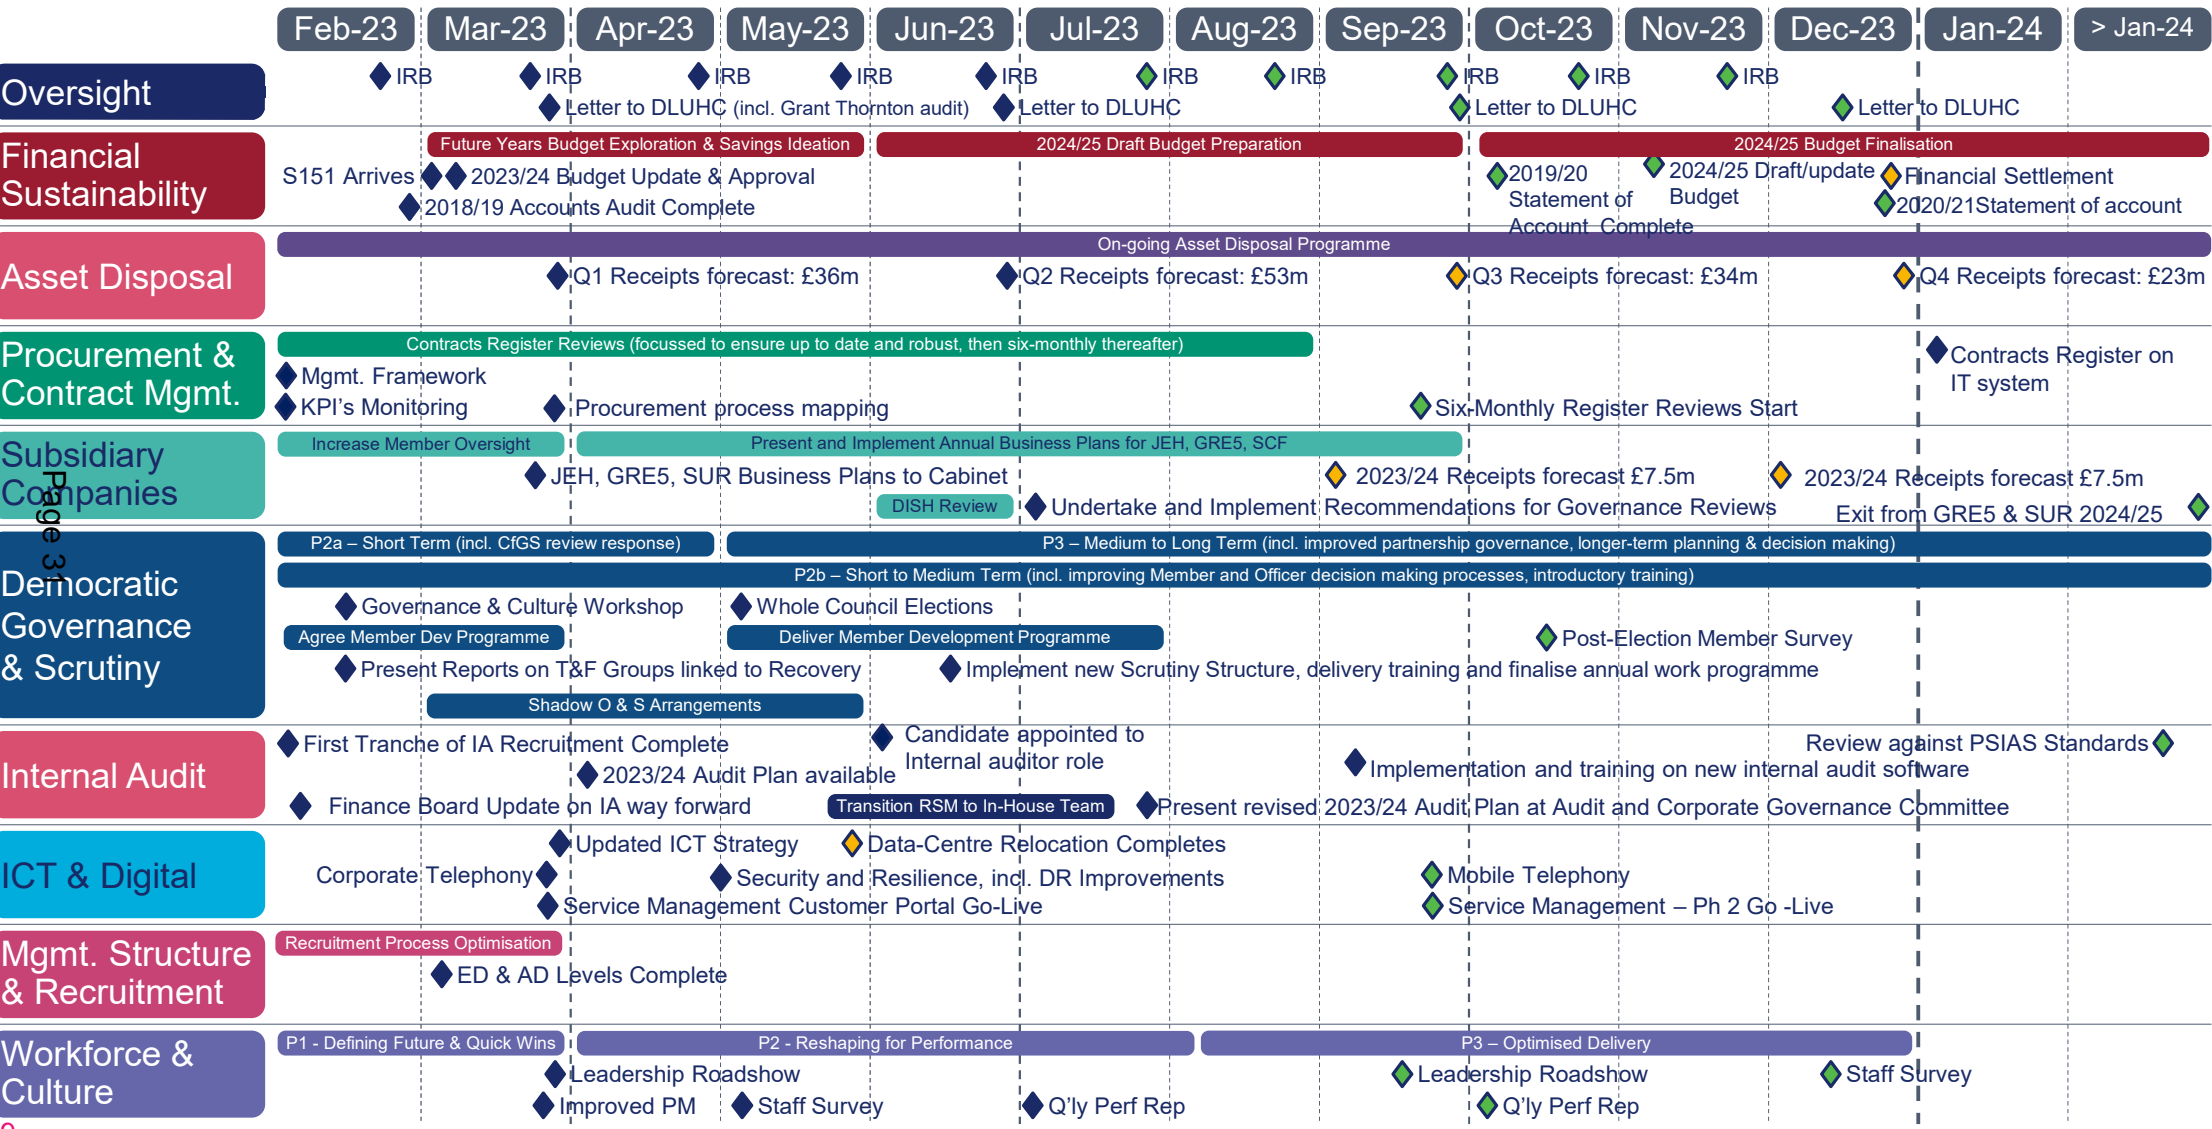 Feb-23 Mar-23 Apr-23 May-23 Jun-23 Jul-23 Aug-23 Sep-23 Oct-23 Nov-23 Dec-23 Jan-24 > Jan-24
Oversight
IRB IRB IRB IRB IRB IRB IRB IRB IRB IRB
Letter to DLUHC (incl. Grant Thornton audit) Letter to DLUHC Letter to DLUHC Letter to DLUHC
Financial
Sustainability
Future Years Budget Exploration & Savings Ideation 2024/25 Draft Budget Preparation 2024/25 Budget Finalisation
S151 Arrives 2023/24 Budget Update & Approval
2018/19 Accounts Audit Complete
2019/20
Statement of
Account Complete
2024/25 Draft/update
Budget
Financial Settlement
2020/21Statement of account
Asset Disposal
On-going Asset Disposal Programme
Q1 Receipts forecast: £36m Q2 Receipts forecast: £53m Q3 Receipts forecast: £34m Q4 Receipts forecast: £23m
Procurement &
Contract Mgmt.
Contracts Register Reviews (focussed to ensure up to date and robust, then six-monthly thereafter)
Mgmt. Framework
KPI's Monitoring Procurement process mapping Six-Monthly Register Reviews Start
Contracts Register on
IT system
Subsidiary
Companies
Increase Member Oversight Present and Implement Annual Business Plans for JEH, GRE5, SCF
JEH, GRE5, SUR Business Plans to Cabinet 2023/24 Receipts forecast £7.5m 2023/24 Receipts forecast £7.5m
DISH Review Undertake and Implement Recommendations for Governance Reviews Exit from GRE5 & SUR 2024/25
Page 31
Democratic
Governance
& Scrutiny
P2a – Short Term (incl. CfGS review response) P3 – Medium to Long Term (incl. improved partnership governance, longer-term planning & decision making)
P2b – Short to Medium Term (incl. improving Member and Officer decision making processes, introductory training)
Governance & Culture Workshop Whole Council Elections
Agree Member Dev Programme Deliver Member Development Programme Post-Election Member Survey
Present Reports on T&F Groups linked to Recovery Implement new Scrutiny Structure, delivery training and finalise annual work programme
Shadow O & S Arrangements
Internal Audit
First Tranche of IA Recruitment Complete
Candidate appointed to
Internal auditor role
Review against PSIAS Standards
2023/24 Audit Plan available Implementation and training on new internal audit software
Finance Board Update on IA way forward Transition RSM to In-House Team Present revised 2023/24 Audit Plan at Audit and Corporate Governance Committee
ICT & Digital
Updated ICT Strategy Data-Centre Relocation Completes
Corporate Telephony Security and Resilience, incl. DR Improvements Mobile Telephony
Service Management Customer Portal Go-Live Service Management – Ph 2 Go -Live
Mgmt. Structure
& Recruitment
Recruitment Process Optimisation
ED & AD Levels Complete
Workforce &
Culture
P1 - Defining Future & Quick Wins P2 - Reshaping for Performance P3 – Optimised Delivery
Leadership Roadshow Leadership Roadshow Staff Survey
Improved PM Staff Survey Q'ly Perf Rep Q'ly Perf Rep